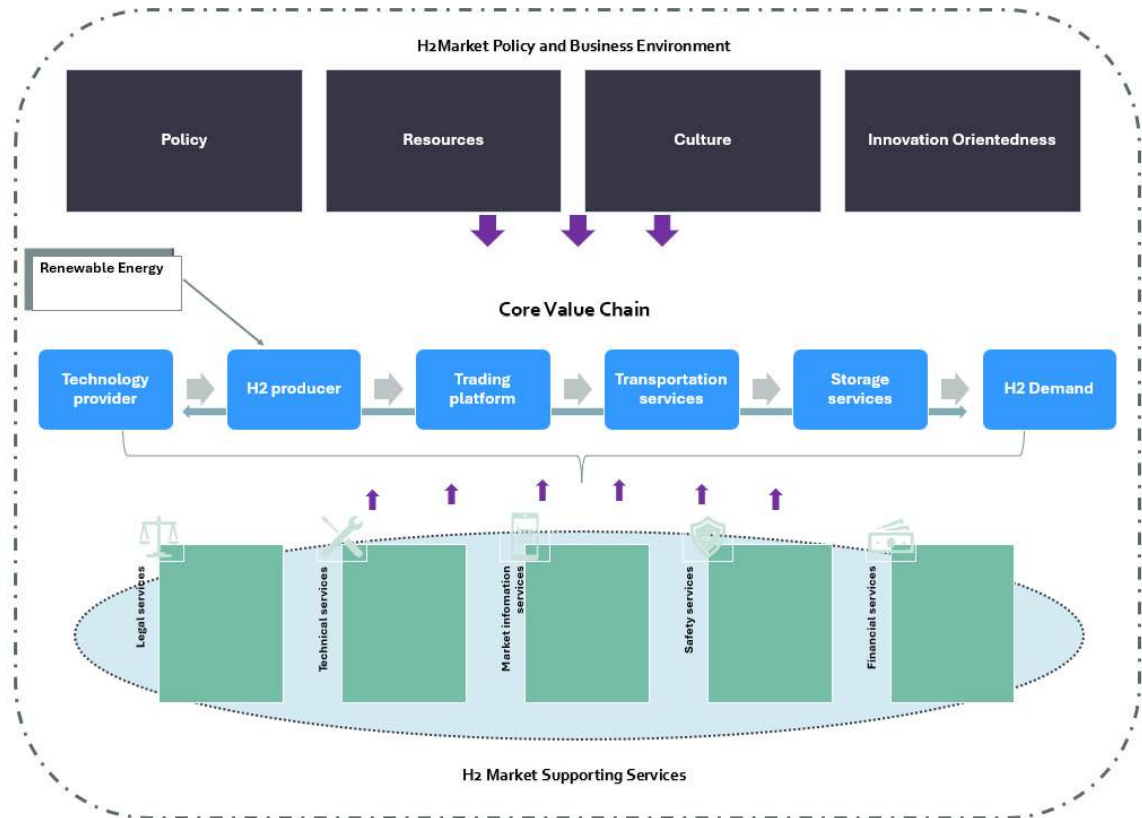 H2Market Policy and Business Environment
Policy
Resources
Culture
Innovation Orientedness
Renewable Energy
Core Value Chain
Technology
provider
H2 producer
Trading
platform
Transportation
services
Storage
services
H2 Demand
Legal services
Technical services
Market infomation
services
Safety services
Financial services
H2 Market Supporting Services